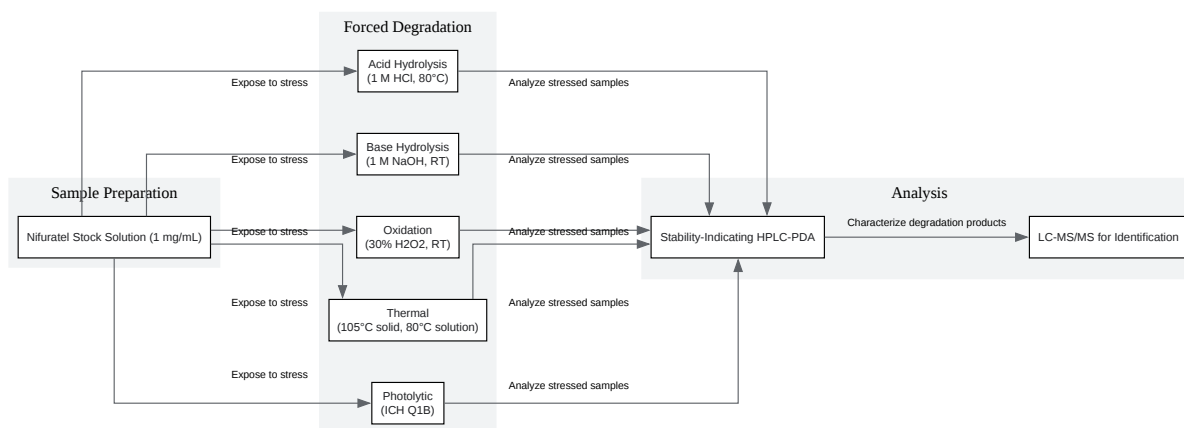 Forced Degradation
Acid Hydrolysis
(1 M HCl, 80°C)
Expose to stress
Analyze stressed samples
Base Hydrolysis
(1 M NaOH, RT)
Expose to stress
Analyze stressed samples
Sample Preparation
Analysis
Nifuratel Stock Solution (1 mg/mL)
Expose to stress
Oxidation
(30% H2O2, RT)
Analyze stressed samples
Stability-Indicating HPLC-PDA
Characterize degradation products
LC-MS/MS for Identification
Expose to stress
Thermal
(105°C solid, 80°C solution)
Analyze stressed samples
Expose to stress
Photolytic
(ICH Q1B)
Analyze stressed samples